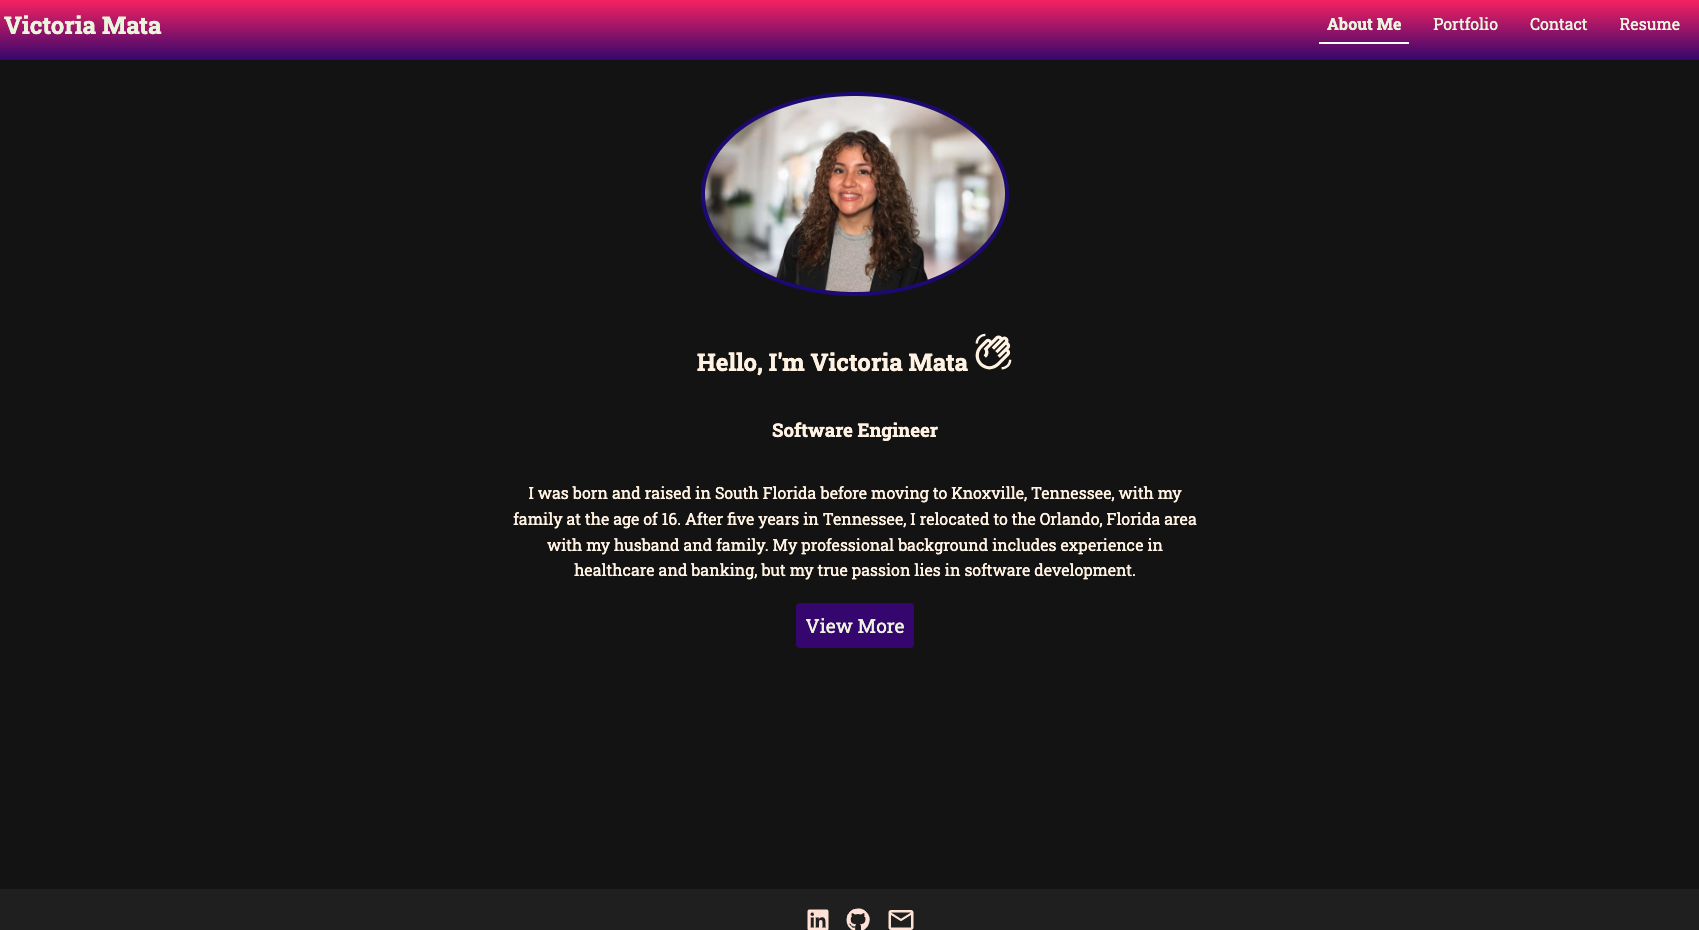 Victoria Mata
About Me
Portfolio
Contact
Resume
Hello, I'm Victoria Mata
Software Engineer
I was born and raised in South Florida before moving to Knoxville, Tennessee, with my
family at the age of 16. After five years in Tennessee, I relocated to the Orlando, Florida area
with my husband and family. My professional background includes experience in
healthcare and banking, but my true passion lies in software development.
View More
in